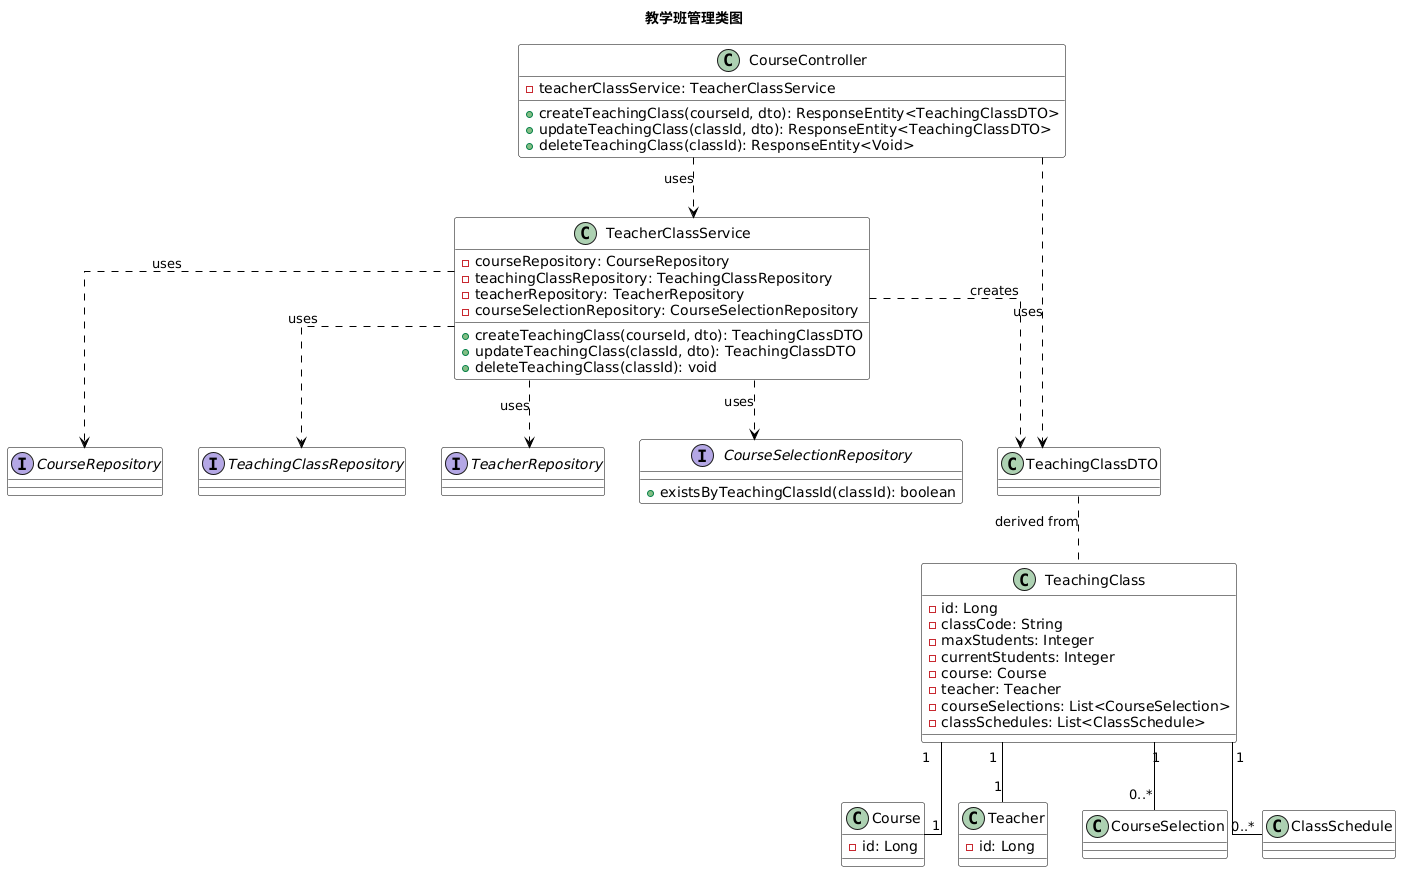 教学班管理类图
C CourseController
teacherClassService: TeacherClassService
createTeachingClass(courseId, dto): ResponseEntity<TeachingClassDTO>
updateTeachingClass(classId, dto): ResponseEntity<TeachingClassDTO>
deleteTeachingClass(classId): ResponseEntity<Void>
uses
C TeacherClassService
courseRepository: CourseRepository
teachingClassRepository: TeachingClassRepository
teacherRepository: TeacherRepository
courseSelectionRepository: CourseSelectionRepository
createTeachingClass(courseId, dto): TeachingClassDTO
updateTeachingClass(classId, dto): TeachingClassDTO
deleteTeachingClass(classId): void
uses
uses
creates
uses
uses
uses
I CourseRepository
I TeachingClassRepository
I TeacherRepository
I CourseSelectionRepository
existsByTeachingClassId(classId): boolean
C TeachingClassDTO
derived from
C TeachingClass
id: Long
classCode: String
maxStudents: Integer
currentStudents: Integer
course: Course
teacher: Teacher
courseSelections: List<CourseSelection>
classSchedules: List<ClassSchedule>
1
1
1
1
1
1
0..*
0..*
C Course
id: Long
C Teacher
id: Long
C CourseSelection
C ClassSchedule